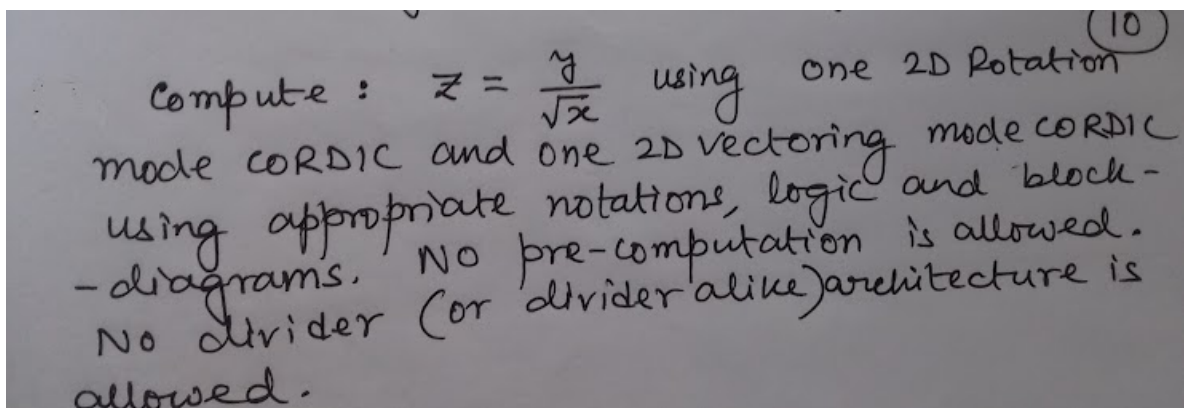 10
Compute : z = y/√x using one 2D Rotation
mode CORDIC and one 2D vectoring mode CORDIC
using appropriate notations, logic and block-
-diagrams. NO pre-computation is allowed.
No divider (or divider alike) architecture is
allowed.